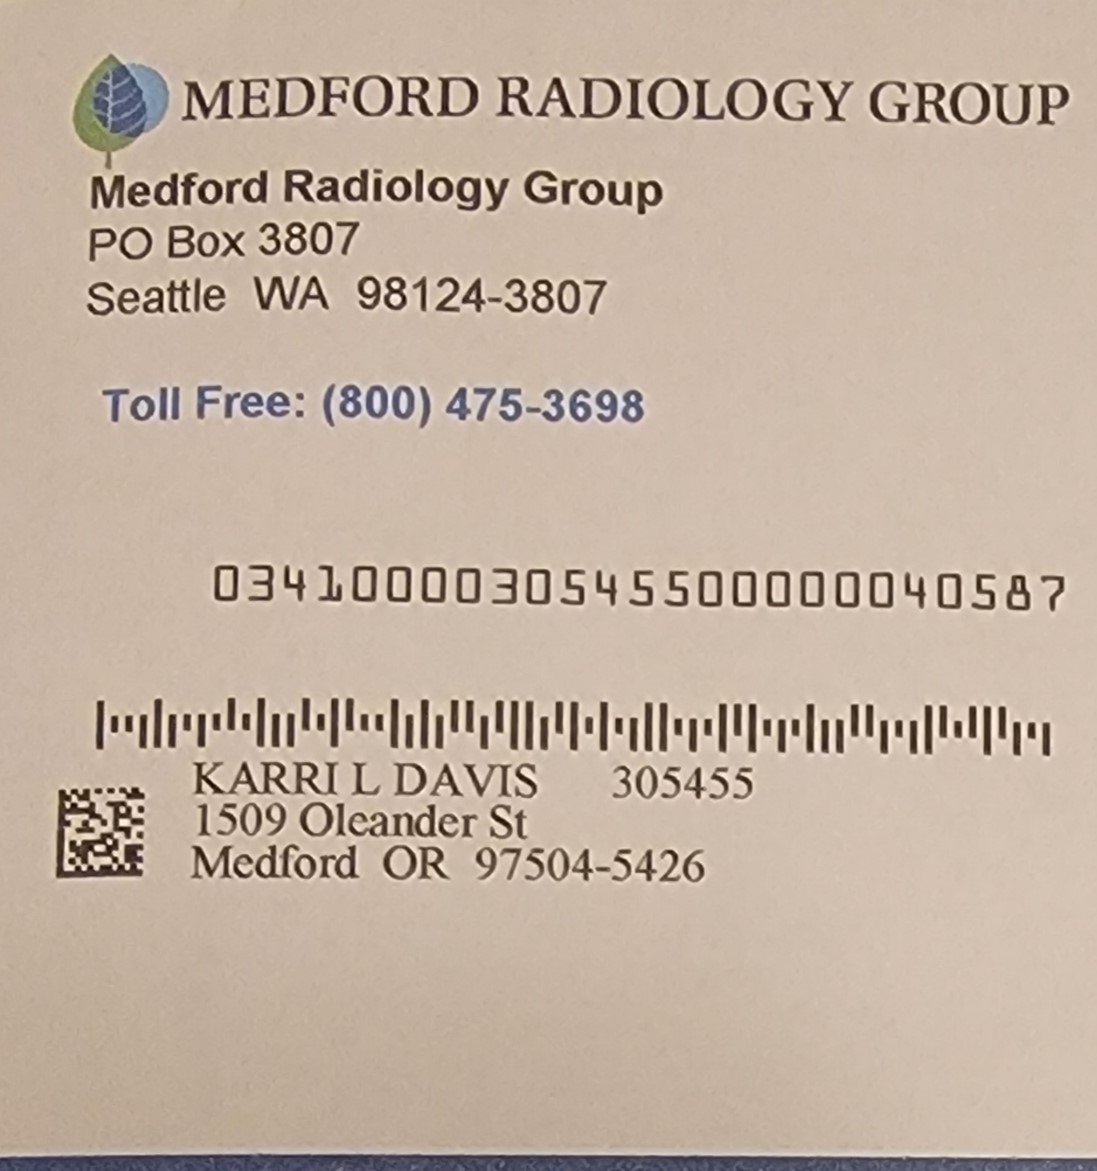 MEDFORD RADIOLOGY GROUP
Medford Radiology Group
PO Box 3807
Seattle WA 98124-3807
Toll Free: (800) 475-3698
0341000030545500000040587
KARRI L DAVIS 305455
1509 Oleander St
Medford OR 97504-5426